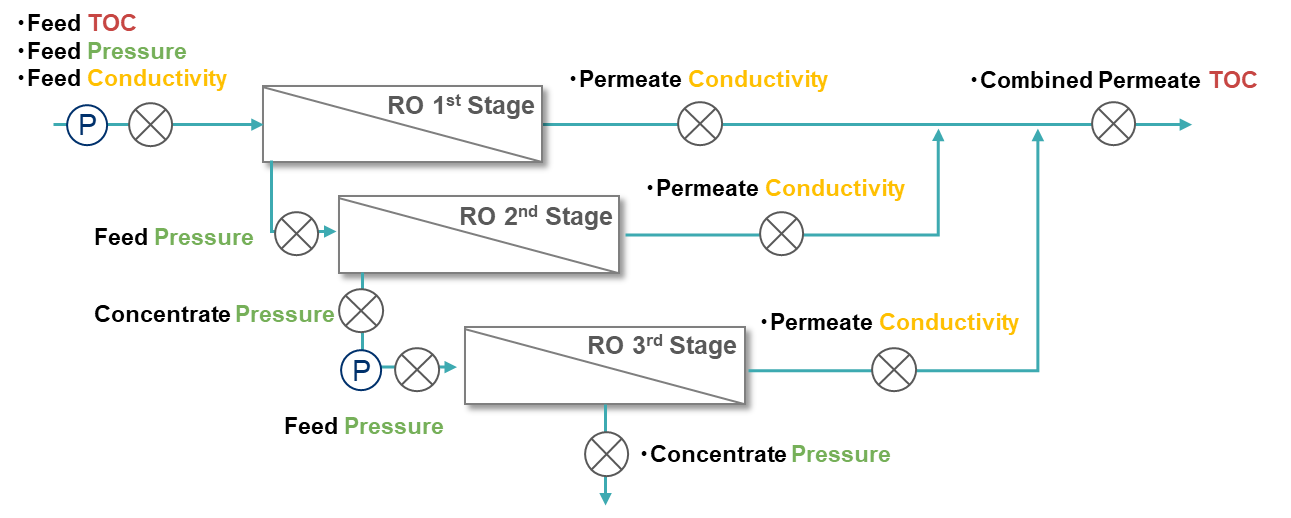 ・Feed TOC
・Feed Pressure
・Feed Conductivity
P
RO 1st Stage
・Permeate Conductivity
・Combined Permeate TOC
Feed Pressure
RO 2nd Stage
・Permeate Conductivity
Concentrate Pressure
P
Feed Pressure
RO 3rd Stage
・Permeate Conductivity
・Concentrate Pressure